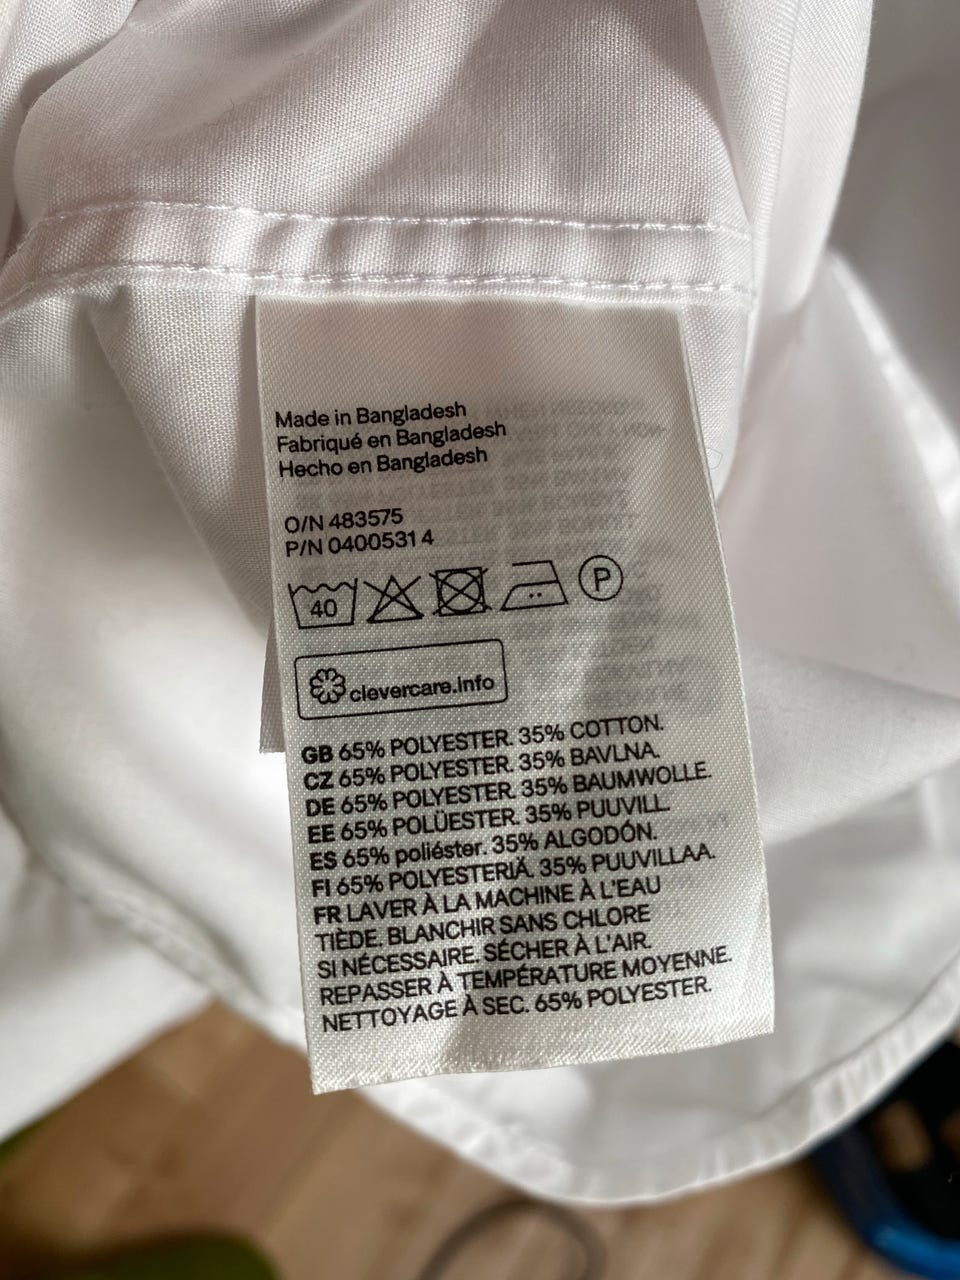 Made in Bangladesh
Fabriqué en Bangladesh
Hecho en Bangladesh
O/N 483575
P/N 0400531 4
40 P
clevercare.info
GB 65% POLYESTER. 35% COTTON.
CZ 65% POLYESTER. 35% BAVLNA.
DE 65% POLYESTER. 35% BAUMWOLLE.
EE 65% POLÜESTER. 35% PUUVILL.
ES 65% poliéster. 35% ALGODÓN.
FI 65% POLYESTERIÄ. 35% PUUVILLAA.
FR LAVER À LA MACHINE À L'EAU
TIÈDE. BLANCHIR SANS CHLORE
SI NÉCESSAIRE. SÉCHER À L'AIR.
REPASSER À TEMPÉRATURE MOYENNE.
NETTOYAGE À SEC. 65% POLYESTER.